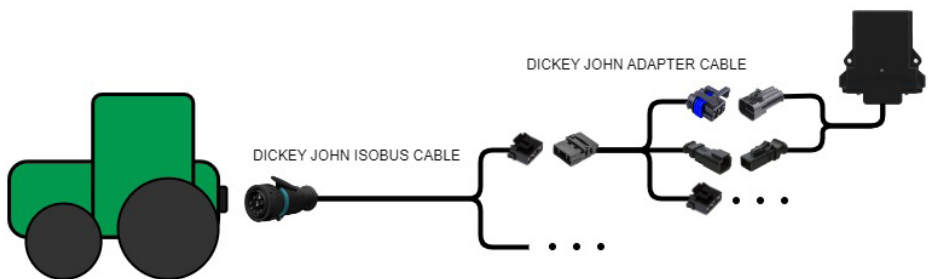 DICKEY JOHN ADAPTER CABLE
DICKEY JOHN ISOBUS CABLE